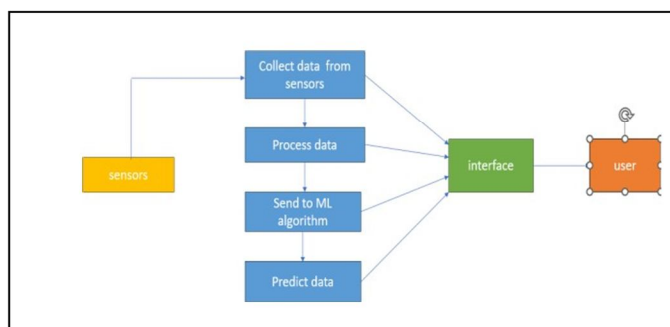 Collect data from
sensors
Process data
sensors
interface
user
Send to ML
algorithm
Predict data